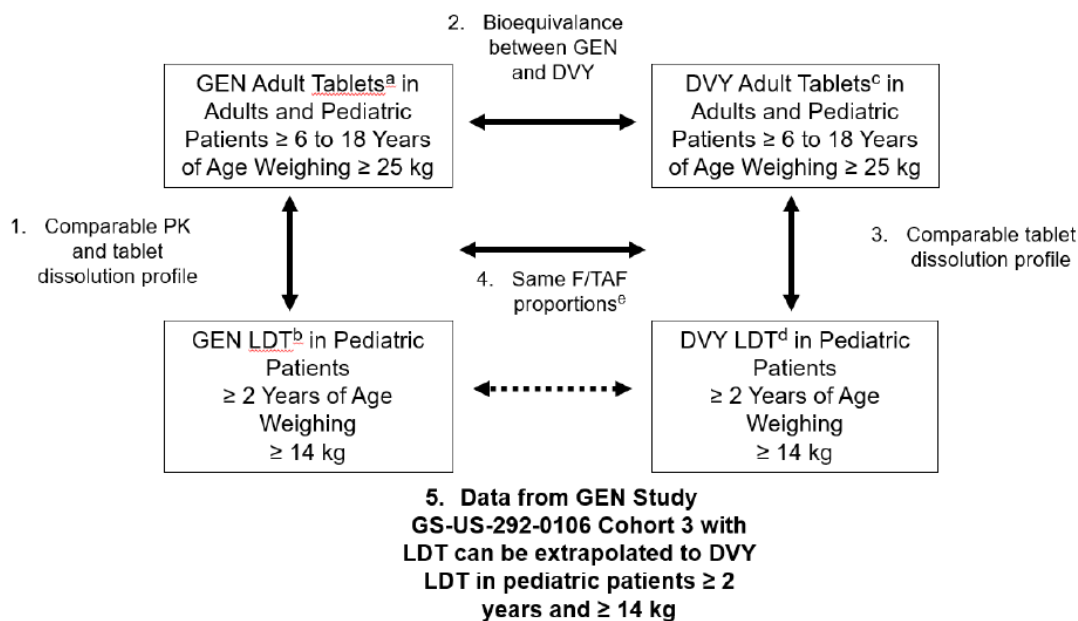 2. Bioequivalance
between GEN
and DVY
GEN Adult Tabletsᵃ in
Adults and Pediatric
Patients ≥ 6 to 18 Years
of Age Weighing ≥ 25 kg
DVY Adult Tabletsᶜ in
Adults and Pediatric
Patients ≥ 6 to 18 Years
of Age Weighing ≥ 25 kg
1. Comparable PK
and tablet
dissolution profile
3. Comparable tablet
dissolution profile
4. Same F/TAF
proportionsᵉ
GEN LDTᵇ in Pediatric
Patients
≥ 2 Years of Age
Weighing
≥ 14 kg
DVY LDTᵈ in Pediatric
Patients
≥ 2 Years of Age
Weighing
≥ 14 kg
5. Data from GEN Study
GS-US-292-0106 Cohort 3 with
LDT can be extrapolated to DVY
LDT in pediatric patients ≥ 2
years and ≥ 14 kg